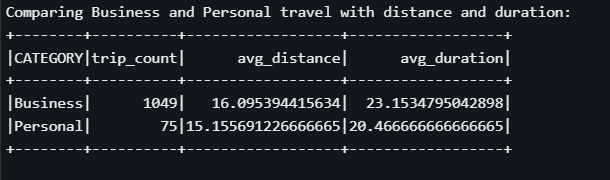 Comparing Business and Personal travel with distance and duration:
+--------+----------+------------------+------------------+
|CATEGORY|trip_count|      avg_distance|      avg_duration|
+--------+----------+------------------+------------------+
|Business|      1049|   16.095394415634|  23.1534795042898|
|Personal|        75|15.155691226666665|20.466666666666665|
+--------+----------+------------------+------------------+